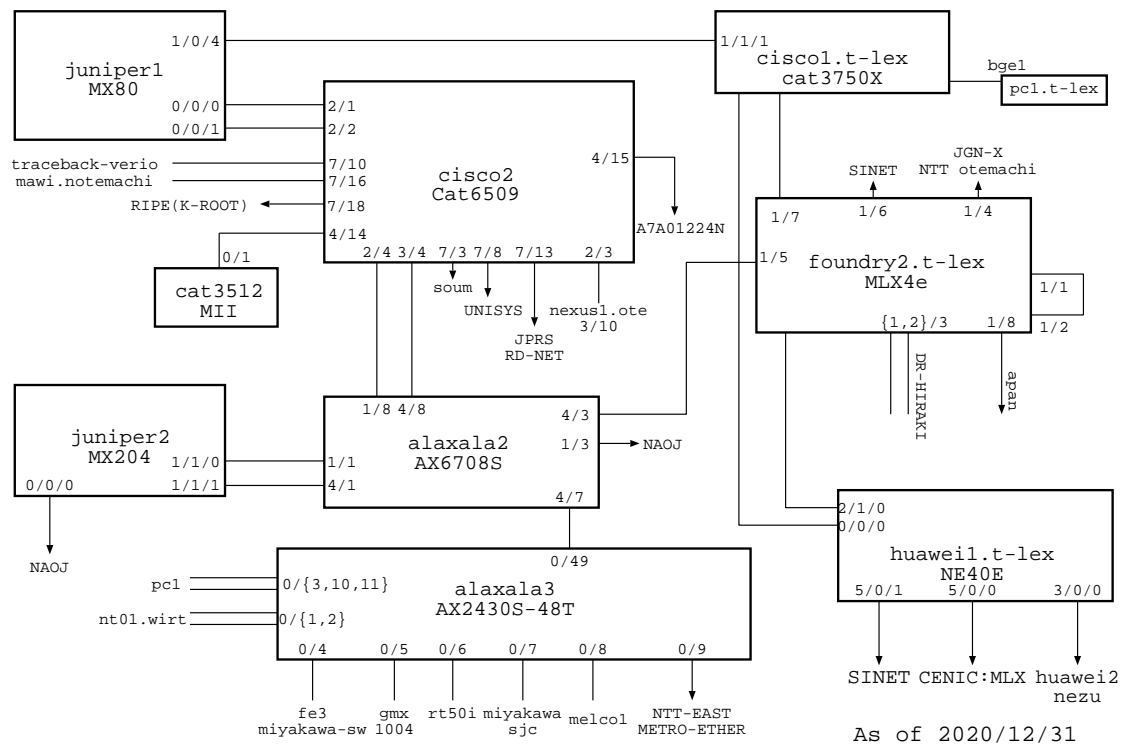 1/0/4
juniper1
MX80
0/0/0
0/0/1
1/1/1
cisco1.t-lex
cat3750X
bge1
pc1.t-lex
2/1
2/2
traceback-verio
mawi.notemachi
7/10
7/16
RIPE(K-ROOT)
7/18
4/14
cisco2
Cat6509
4/15
A7A01224N
0/1
cat3512
MII
2/4 3/4 7/3 7/8 7/13 2/3
soum
UNISYS
JPRS
RD-NET
nexus1.ote
3/10
SINET
JGN-X
NTT otemachi
1/7
1/6
1/4
1/5
foundry2.t-lex
MLX4e
1/1
1/2
{1,2}/3
1/8
DR-HIRAKI
apan
juniper2
MX204
1/1/0
1/1/1
0/0/0
NAOJ
1/8 4/8
4/3
1/3
NAOJ
alaxala2
AX6708S
1/1
4/1
4/7
2/1/0
0/0/0
huawei1.t-lex
NE40E
5/0/1 5/0/0 3/0/0
SINET CENIC:MLX huawei2
nezu
0/49
pc1
0/{3,10,11}
nt01.wirt
0/{1,2}
alaxala3
AX2430S-48T
0/4 0/5 0/6 0/7 0/8 0/9
fe3
miyakawa-sw
gmx
1004
rt50i
miyakawa
sjc
melco1
NTT-EAST
METRO-ETHER
As of 2020/12/31